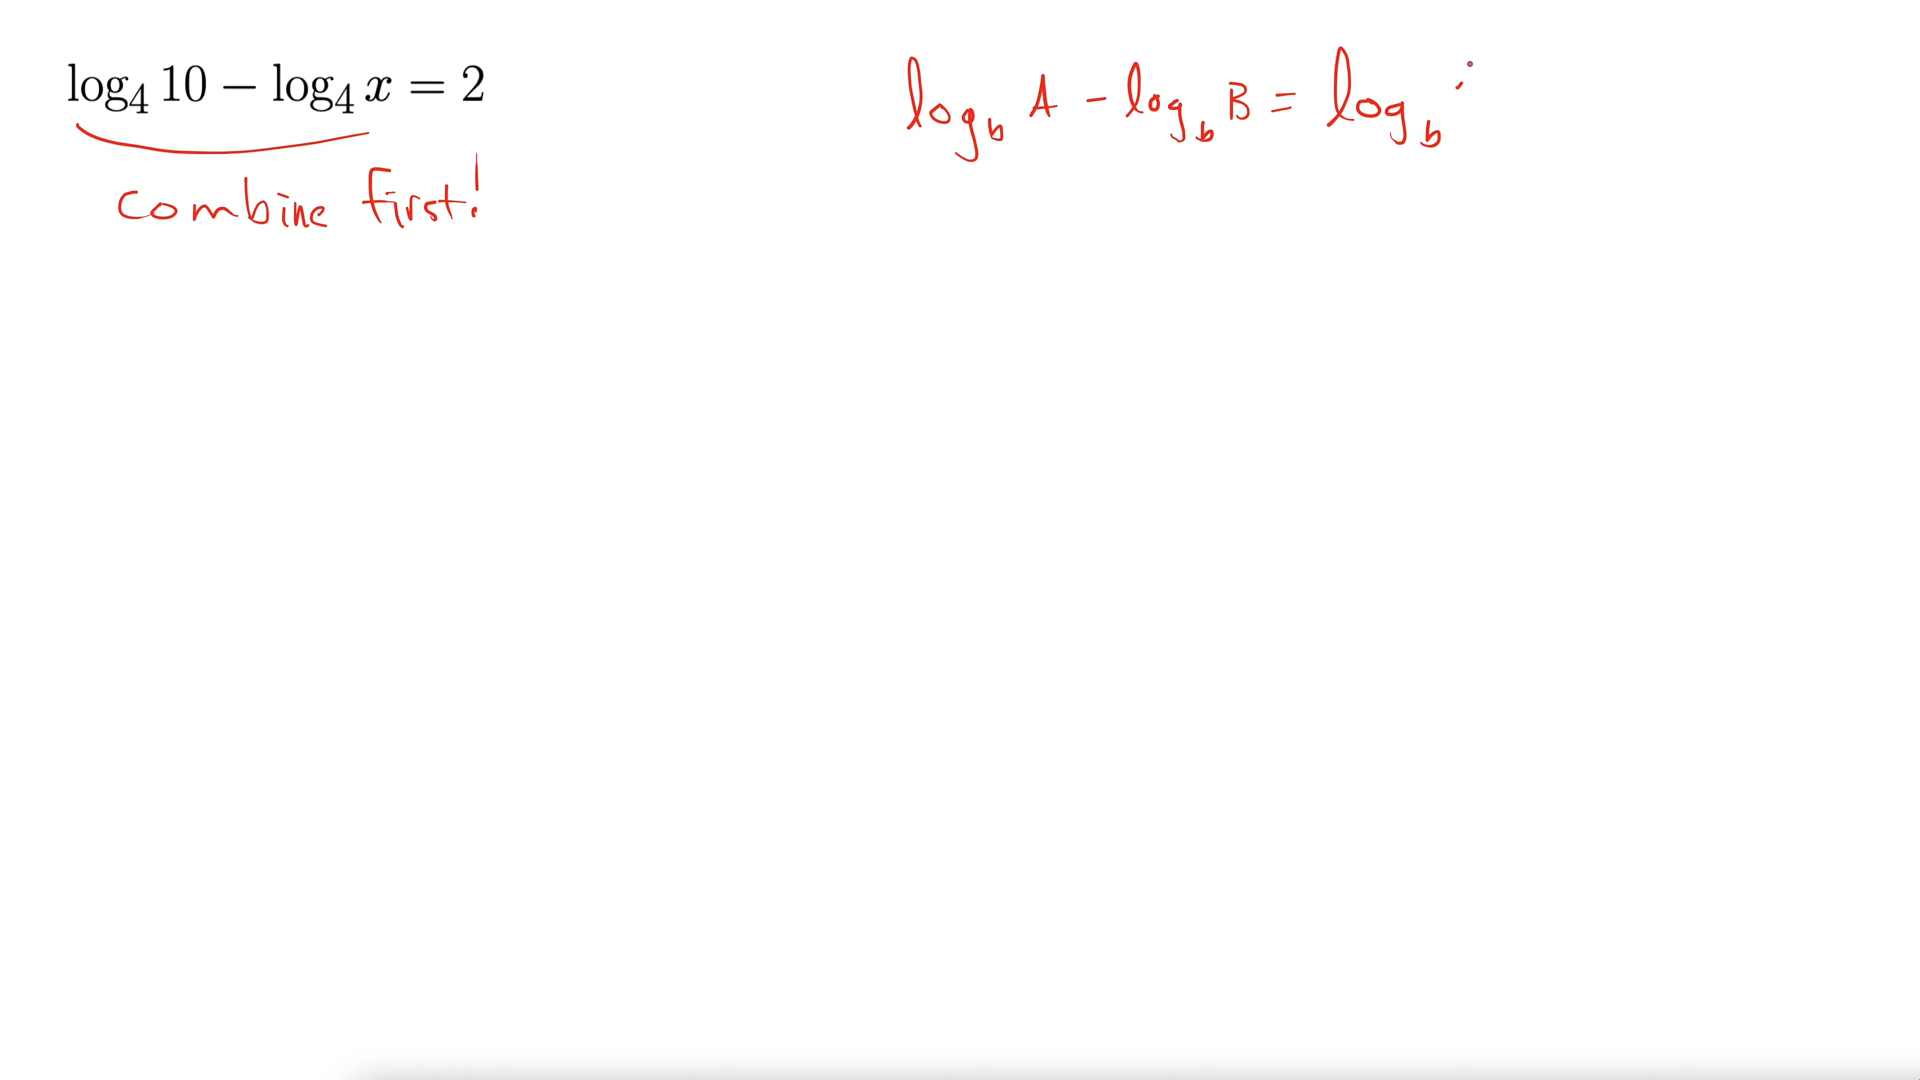 log₄ 10 − log₄ x = 2
log_b A - log_b B = log_b
combine first!